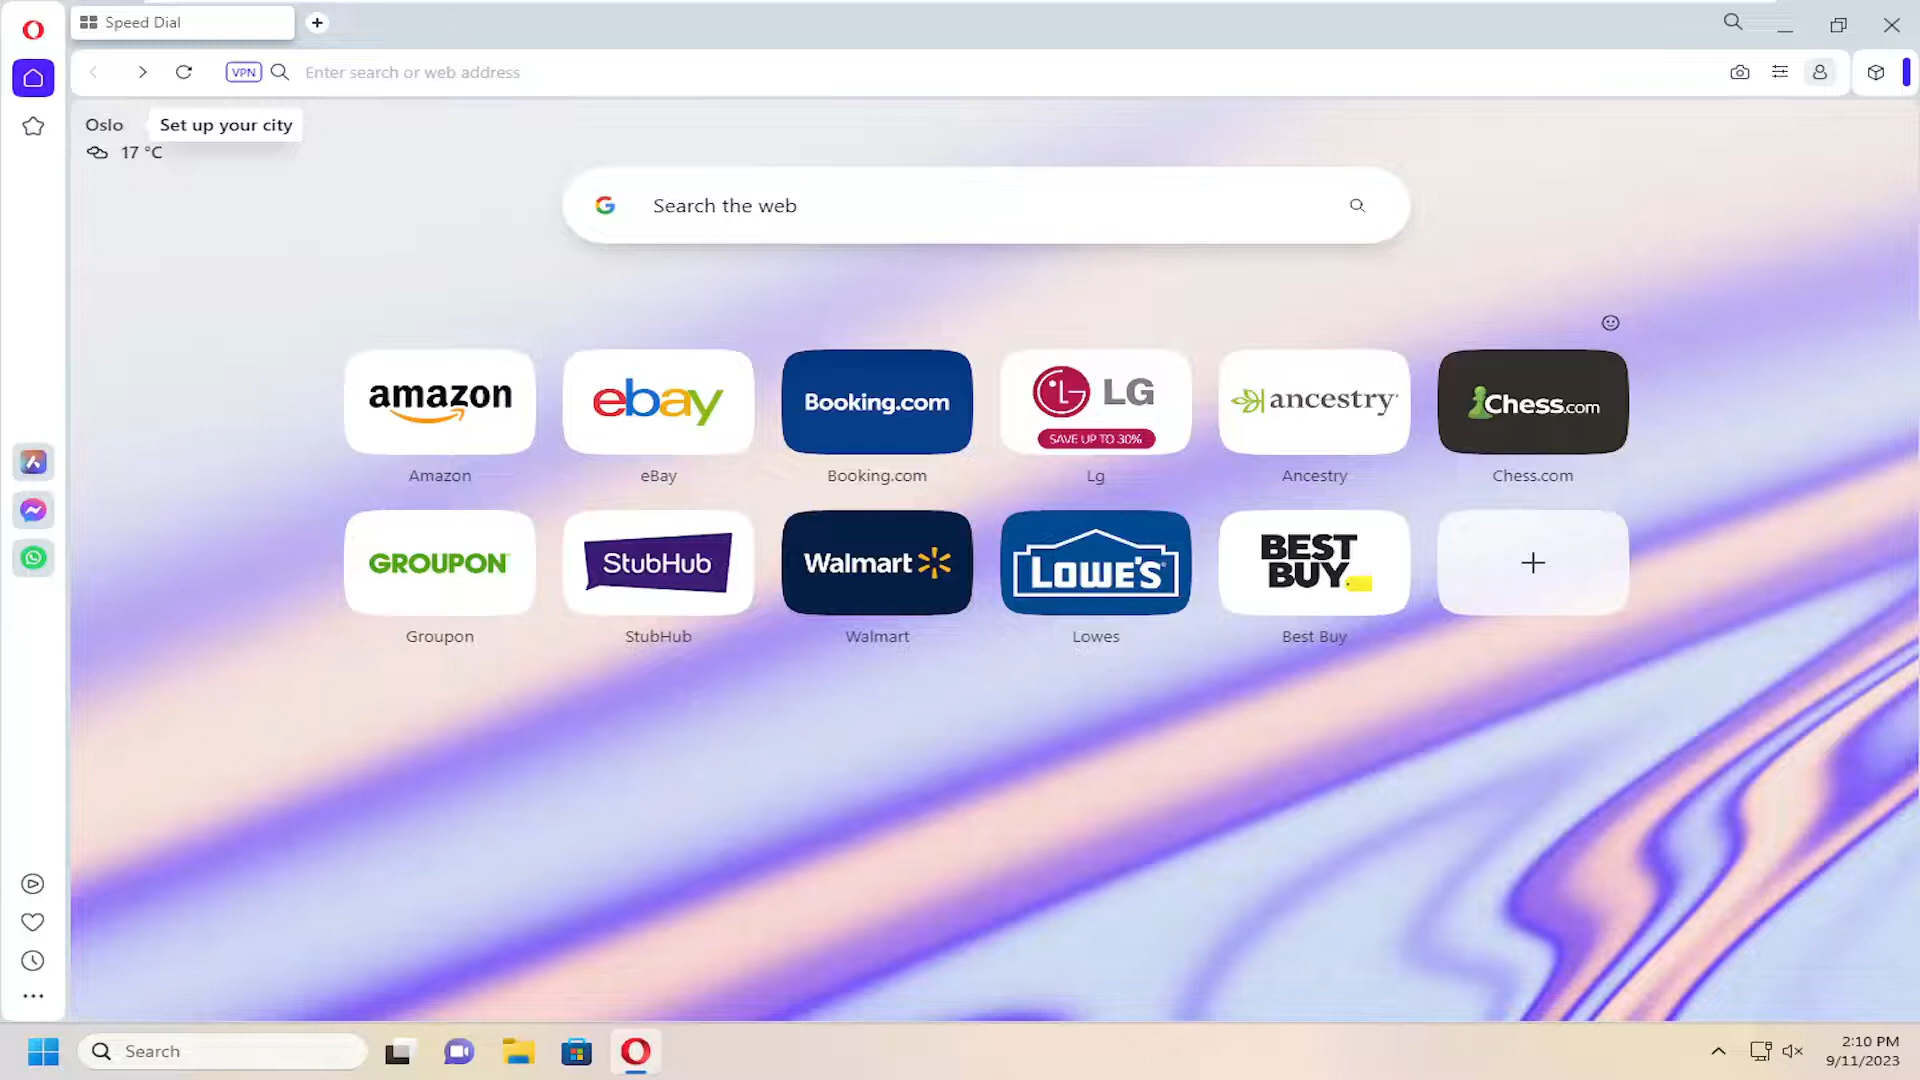 Speed Dial
VPN
Enter search or web address
Oslo
Set up your city
17 °C
Search the web
amazon
ebay
Booking.com
LG
SAVE UP TO 30%
ancestry
Chess.com
Amazon
eBay
Booking.com
Lg
Ancestry
Chess.com
GROUPON
StubHub
Walmart
LOWE'S
BEST
BUY
Groupon
StubHub
Walmart
Lowes
Best Buy
Search
2:10 PM
9/11/2023